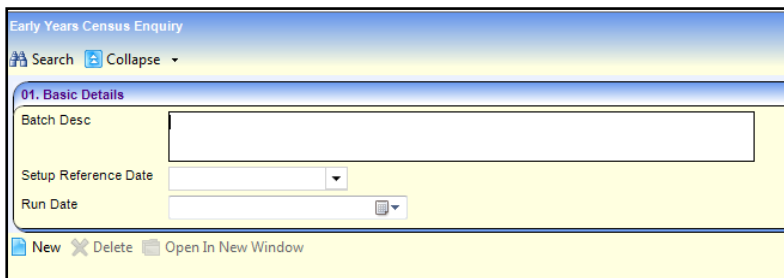 Early Years Census Enquiry
Search Collapse
01. Basic Details
Batch Desc
Setup Reference Date
Run Date
New Delete Open In New Window